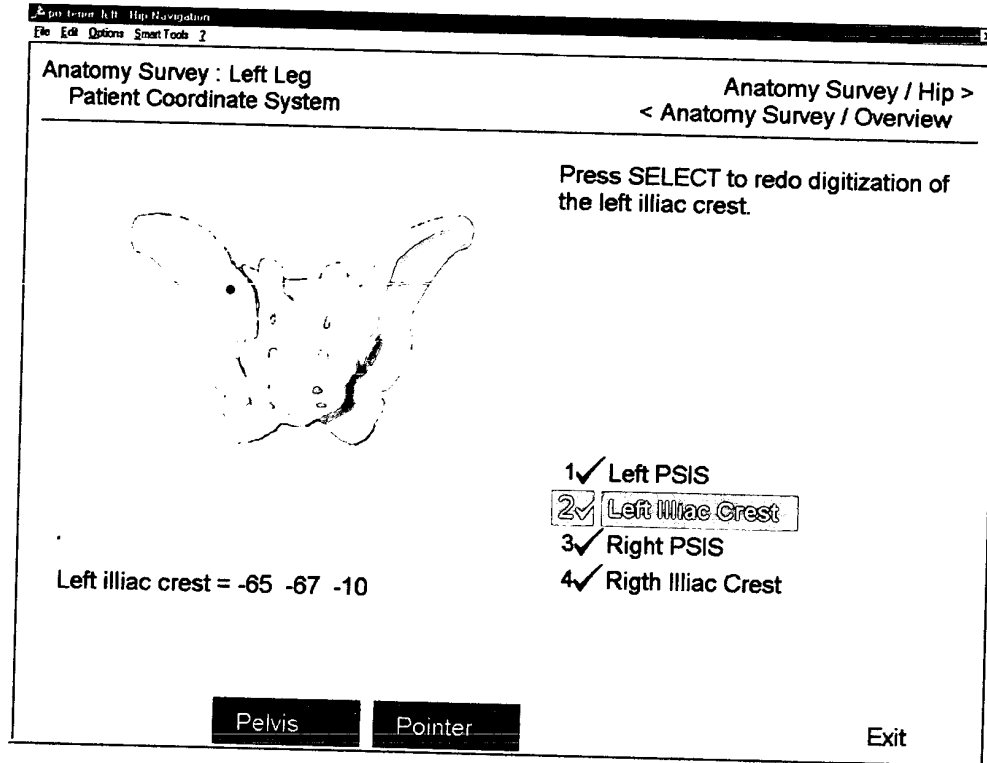 Hip Navigation
File Edit Options Smart Tools ?
Anatomy Survey : Left Leg
Patient Coordinate System
Anatomy Survey / Hip >
< Anatomy Survey / Overview
Press SELECT to redo digitization of
the left illiac crest.
1✓ Left PSIS
2✓ Left Illiac Crest
3✓ Right PSIS
4✓ Rigth Illiac Crest
Left illiac crest = -65 -67 -10
Pelvis Pointer
Exit